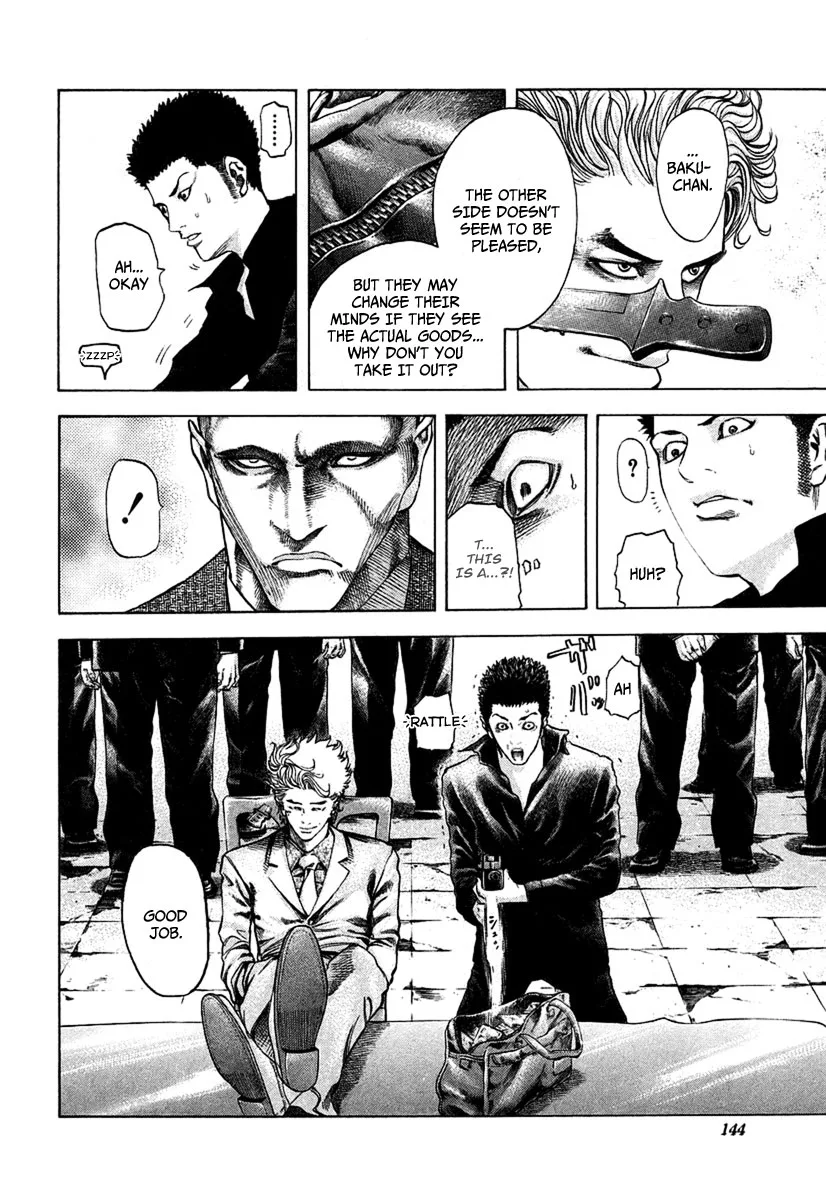 ...
BAKU-
CHAN.
THE OTHER
SIDE DOESN'T
SEEM TO BE
PLEASED,
BUT THEY MAY
CHANGE THEIR
MINDS IF THEY SEE
THE ACTUAL GOODS...
WHY DON'T YOU
TAKE IT OUT?
......
AH...
OKAY
ZZZP
?
HUH?
T...
THIS
IS A...?!
!
AH
RATTLE
GOOD
JOB.
144